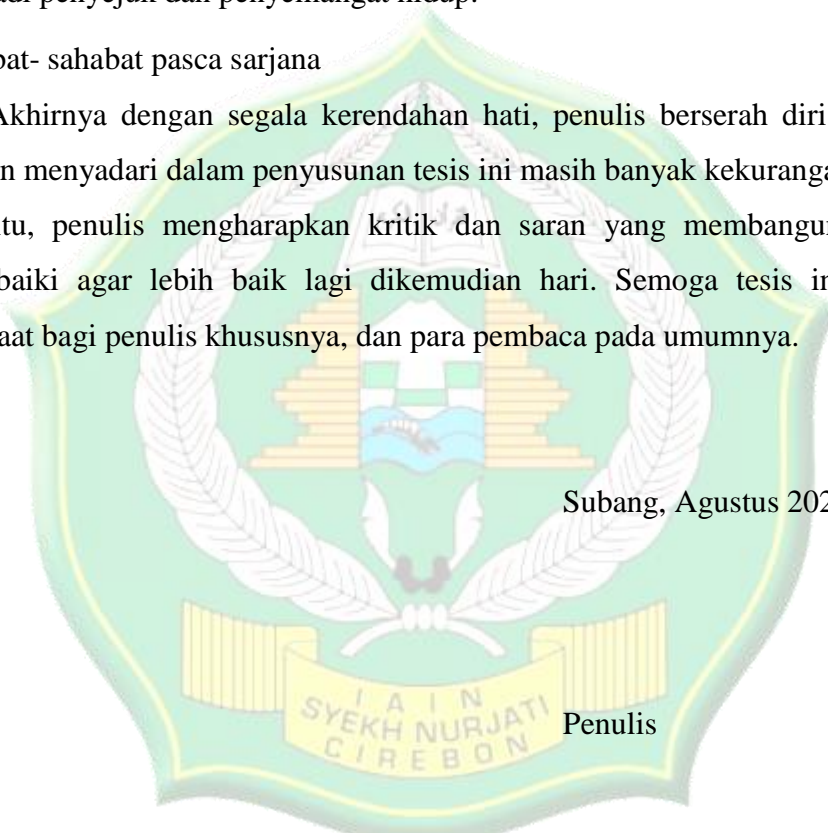 adi penyejuk dan penyemangat hidup.
pat- sahabat pasca sarjana
Akhirnya dengan segala kerendahan hati, penulis berserah diri
n menyadari dalam penyusunan tesis ini masih banyak kekuranga
tu, penulis mengharapkan kritik dan saran yang membangun
baiki agar lebih baik lagi dikemudian hari. Semoga tesis in
aat bagi penulis khususnya, dan para pembaca pada umumnya.
Subang, Agustus 202
IAIN
SYEKH NURJATI
CIREBON
Penulis